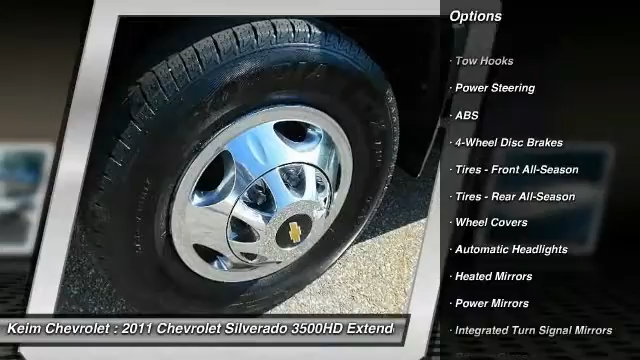 Options
· Tow Hooks
· Power Steering
· ABS
· 4-Wheel Disc Brakes
· Tires - Front All-Season
· Tires - Rear All-Season
· Wheel Covers
· Automatic Headlights
· Heated Mirrors
· Power Mirrors
· Integrated Turn Signal Mirrors
Keim Chevrolet : 2011 Chevrolet Silverado 3500HD Extend